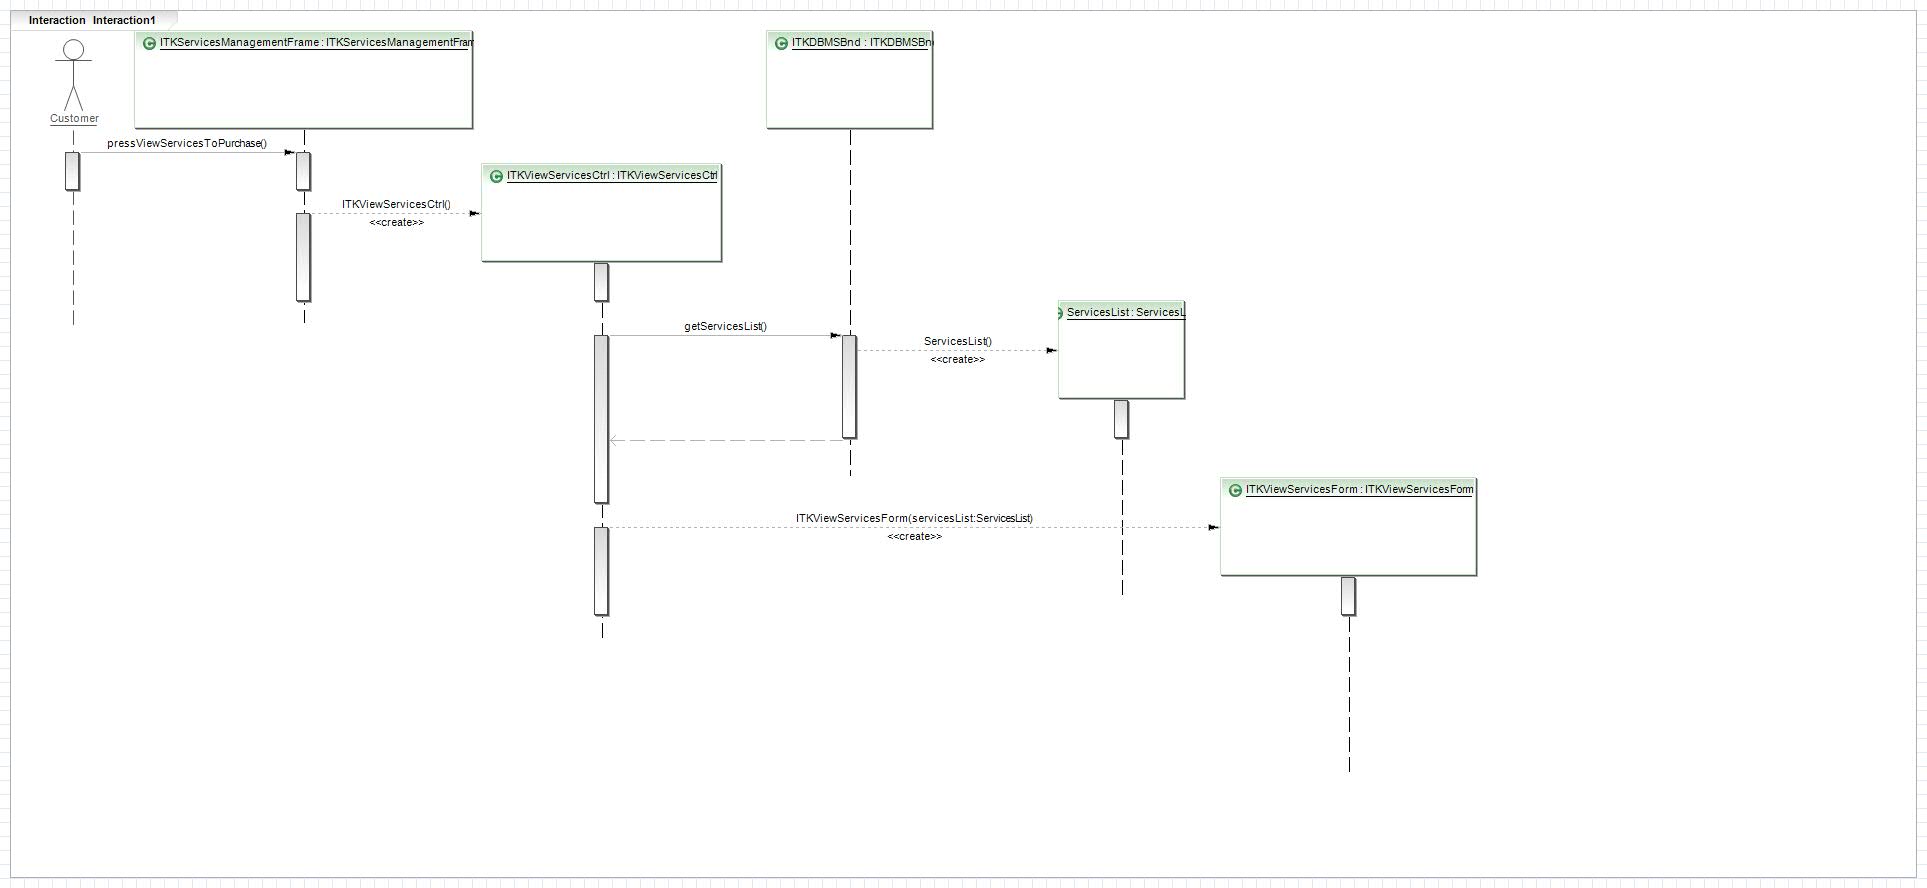 Interaction Interaction1
ITKServicesManagementFrame : ITKServicesManagementFram
ITKDBMSBnd : ITKDBMSBnd
Customer
pressViewServicesToPurchase()
ITKViewServicesCtrl : ITKViewServicesCtrl
ITKViewServicesCtrl()
<<create>>
ServicesList : ServicesL
getServicesList()
ServicesList()
<<create>>
ITKViewServicesForm : ITKViewServicesForm
ITKViewServicesForm(servicesList:ServicesList)
<<create>>